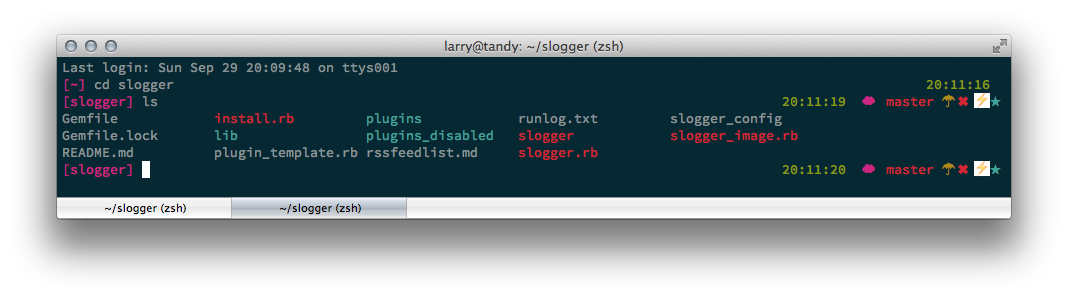 larry@tandy: ~/slogger (zsh)
Last login: Sun Sep 29 20:09:48 on ttys001
[~] cd slogger 20:11:16
[slogger] ls 20:11:19 master ☂✖ ⚡★
Gemfile install.rb plugins runlog.txt slogger_config
Gemfile.lock lib plugins_disabled slogger slogger_image.rb
README.md plugin_template.rb rssfeedlist.md slogger.rb
[slogger] 20:11:20 master ☂✖ ⚡★
~/slogger (zsh) ~/slogger (zsh)